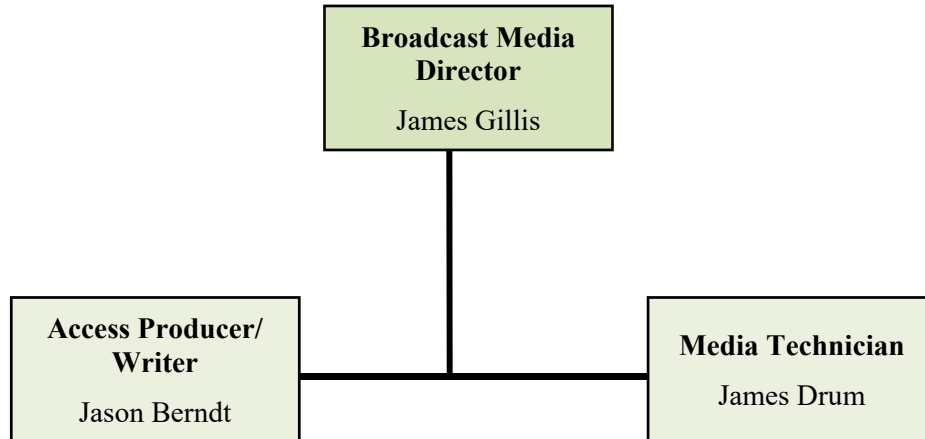 Broadcast Media
Director
James Gillis
Access Producer/
Writer
Jason Berndt
Media Technician
James Drum